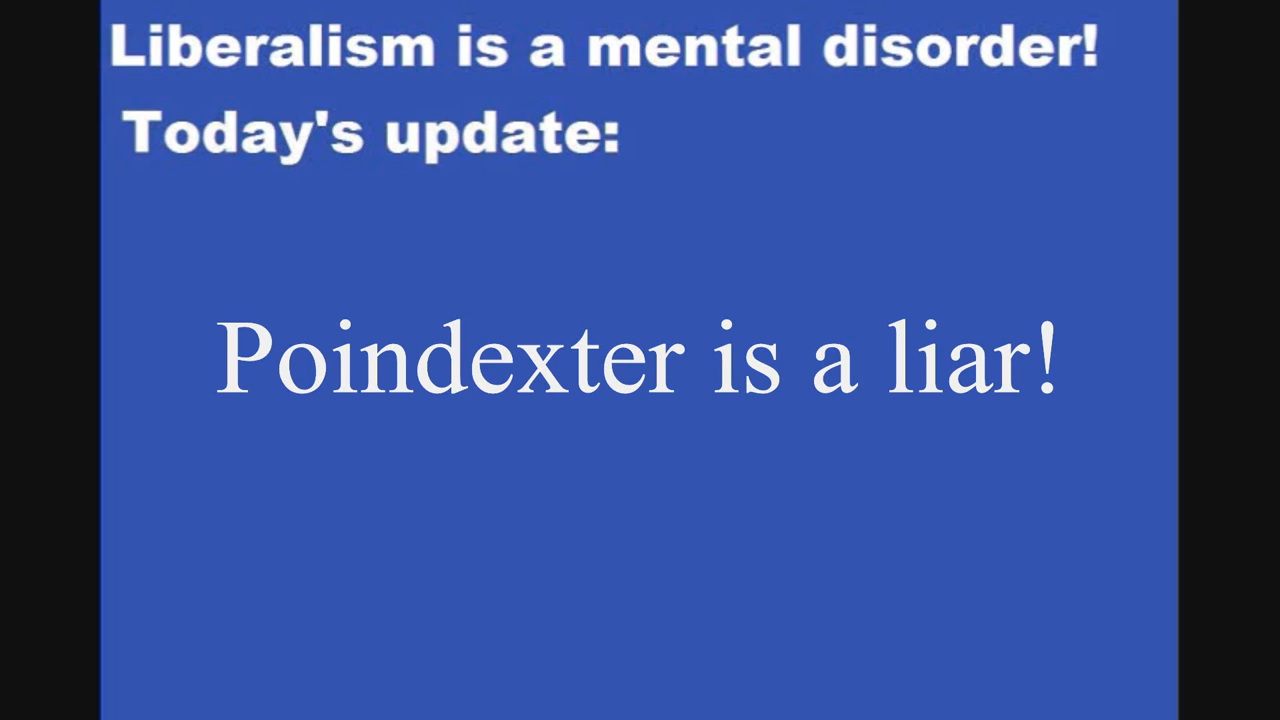 Liberalism is a mental disorder!
Today's update:
Poindexter is a liar!